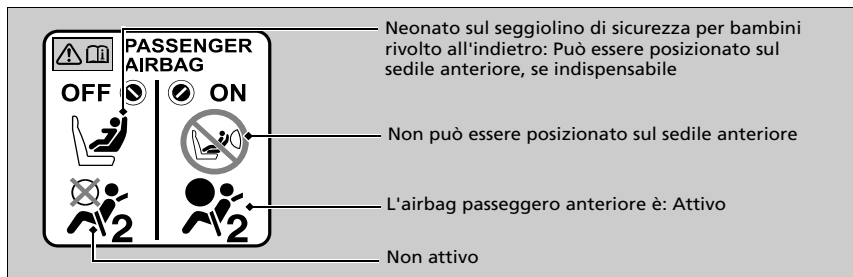 PASSENGER
AIRBAG
OFF
ON
2
2
Neonato sul seggiolino di sicurezza per bambini
rivolto all'indietro: Può essere posizionato sul
sedile anteriore, se indispensabile
Non può essere posizionato sul sedile anteriore
L'airbag passeggero anteriore è: Attivo
Non attivo